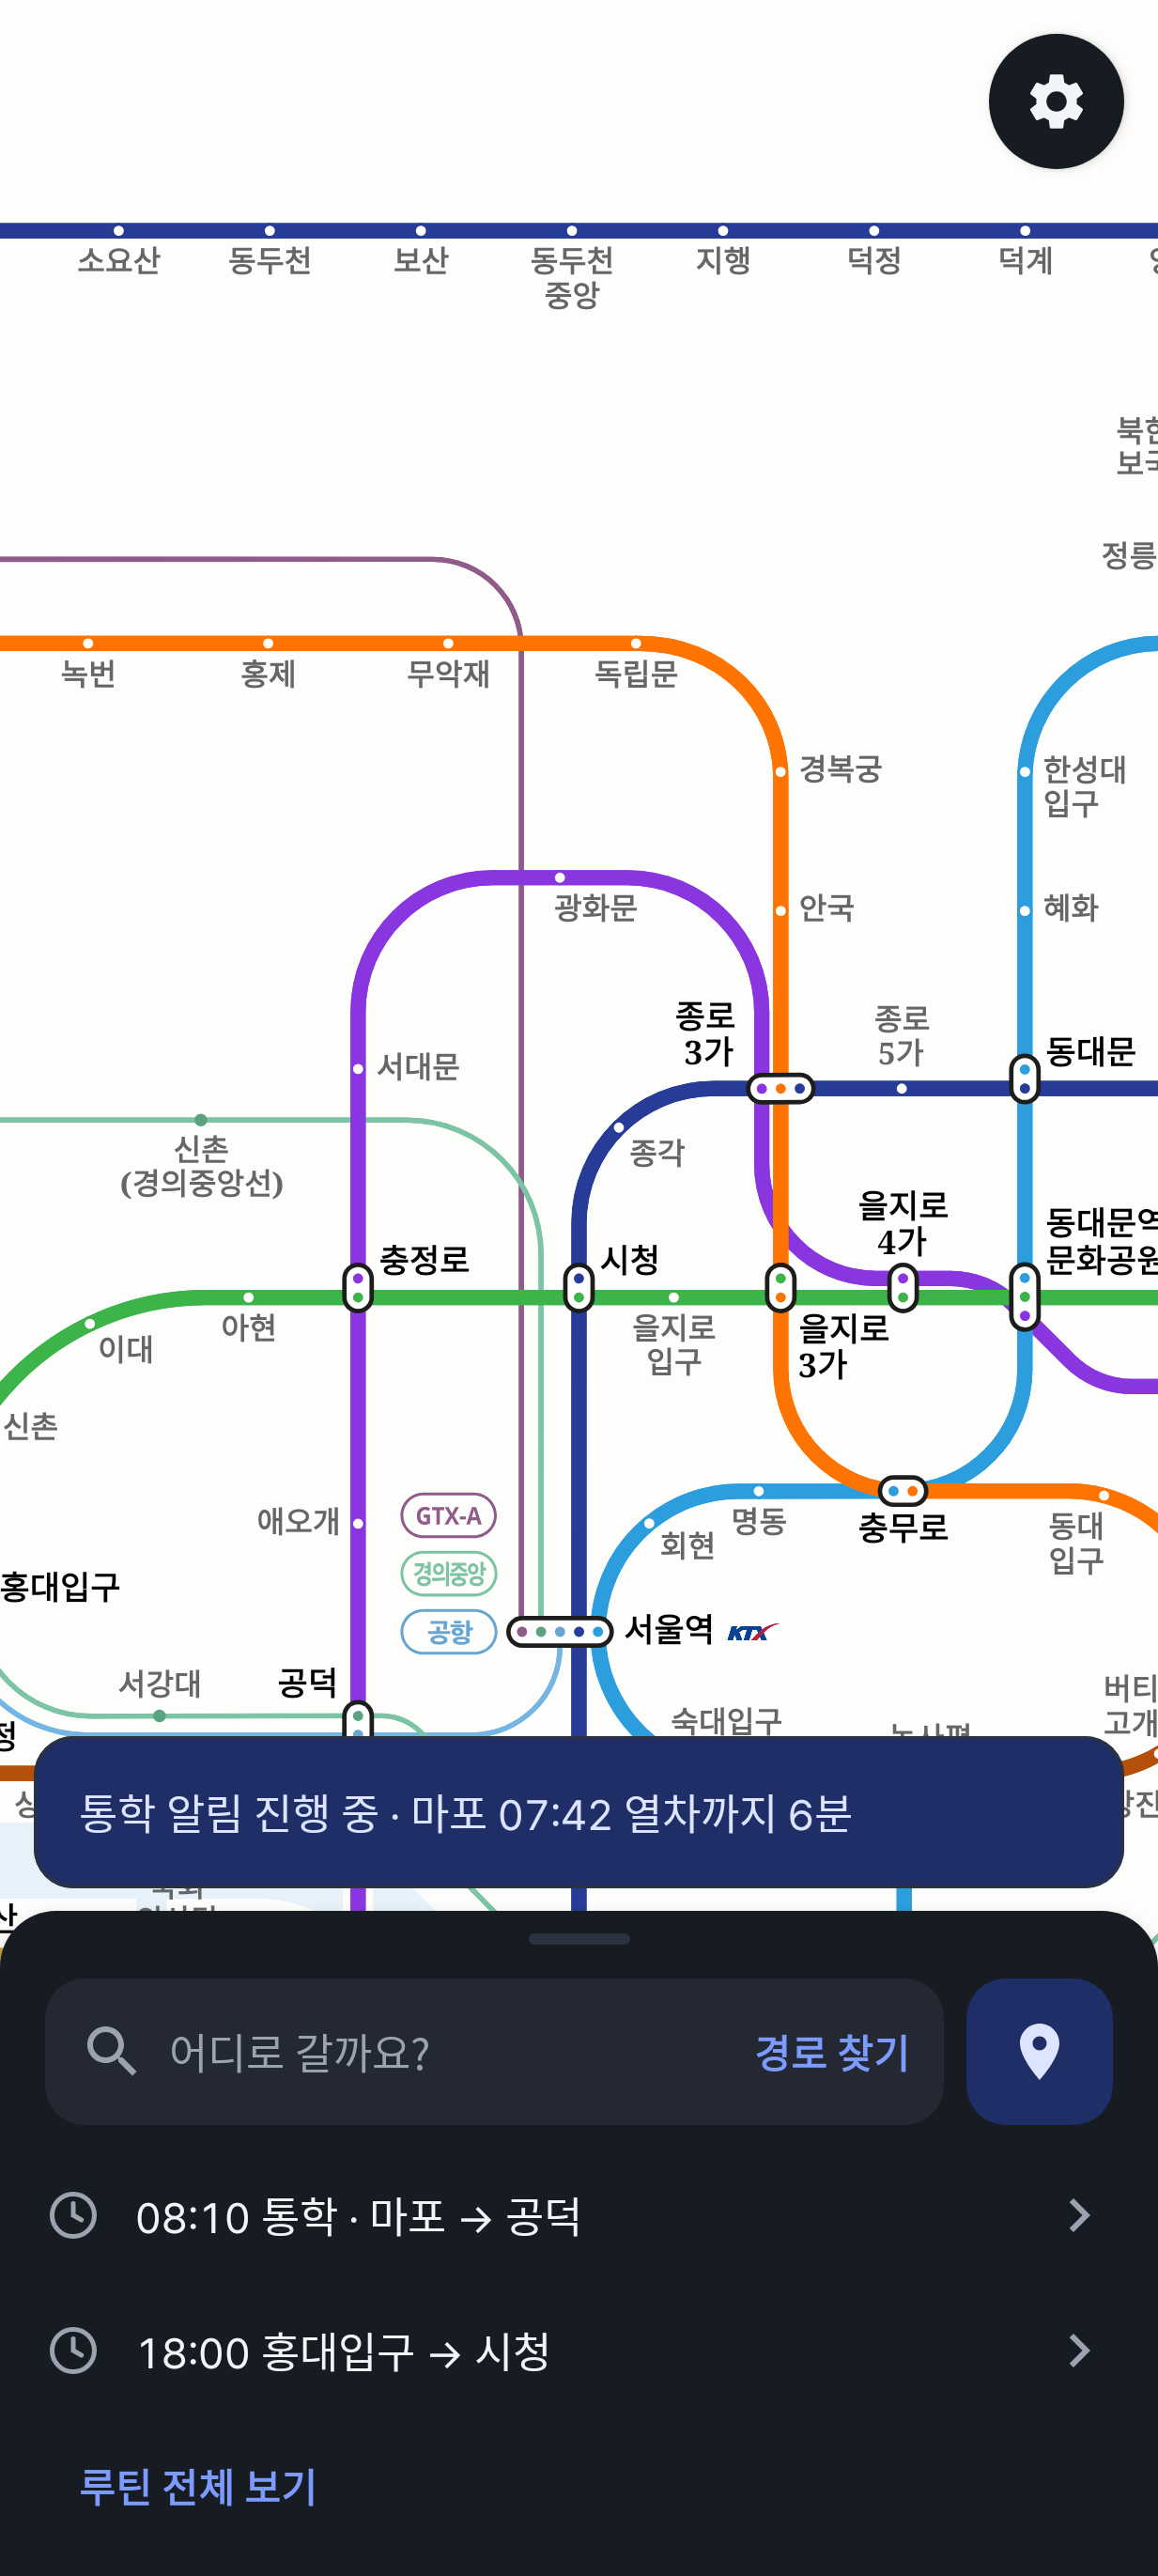 소요산
동두천
보산
동두천
중앙
지행
덕정
덕계
정릉
녹번
홍제
무악재
독립문
경복궁
한성대
입구
광화문
안국
혜화
종로
3가
종로
5가
동대문
서대문
종각
신촌
(경의중앙선)
을지로
4가
충정로
시청
동대문역
문화공원
이대
아현
을지로
입구
을지로
3가
신촌
애오개
GTX-A
경의중앙
공항
회현
명동
충무로
동대
입구
홍대입구
서울역 KTX
서강대
공덕
숙대입구
버티
고개
통학 알림 진행 중 · 마포 07:42 열차까지 6분
어디로 갈까요?
경로 찾기
08:10 통학 · 마포 → 공덕
18:00 홍대입구 → 시청
루틴 전체 보기